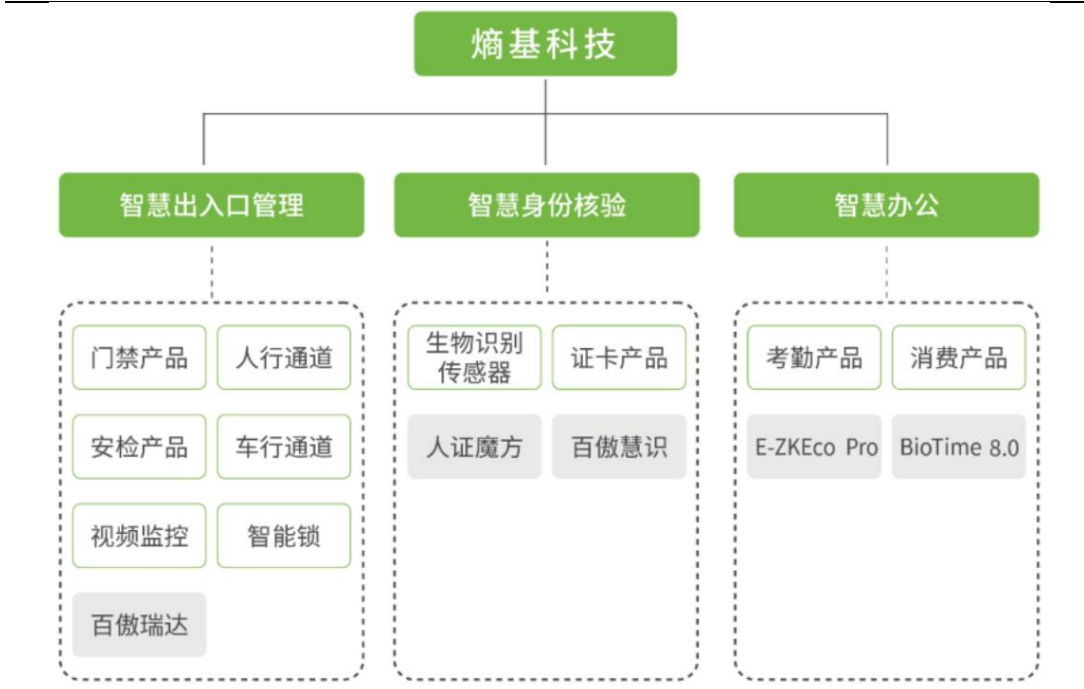 熵基科技
智慧出入口管理
智慧身份核验
智慧办公
门禁产品
人行通道
安检产品
车行通道
视频监控
智能锁
百傲瑞达
生物识别
传感器
证卡产品
人证魔方
百傲慧识
考勤产品
消费产品
E-ZKEco Pro
BioTime 8.0